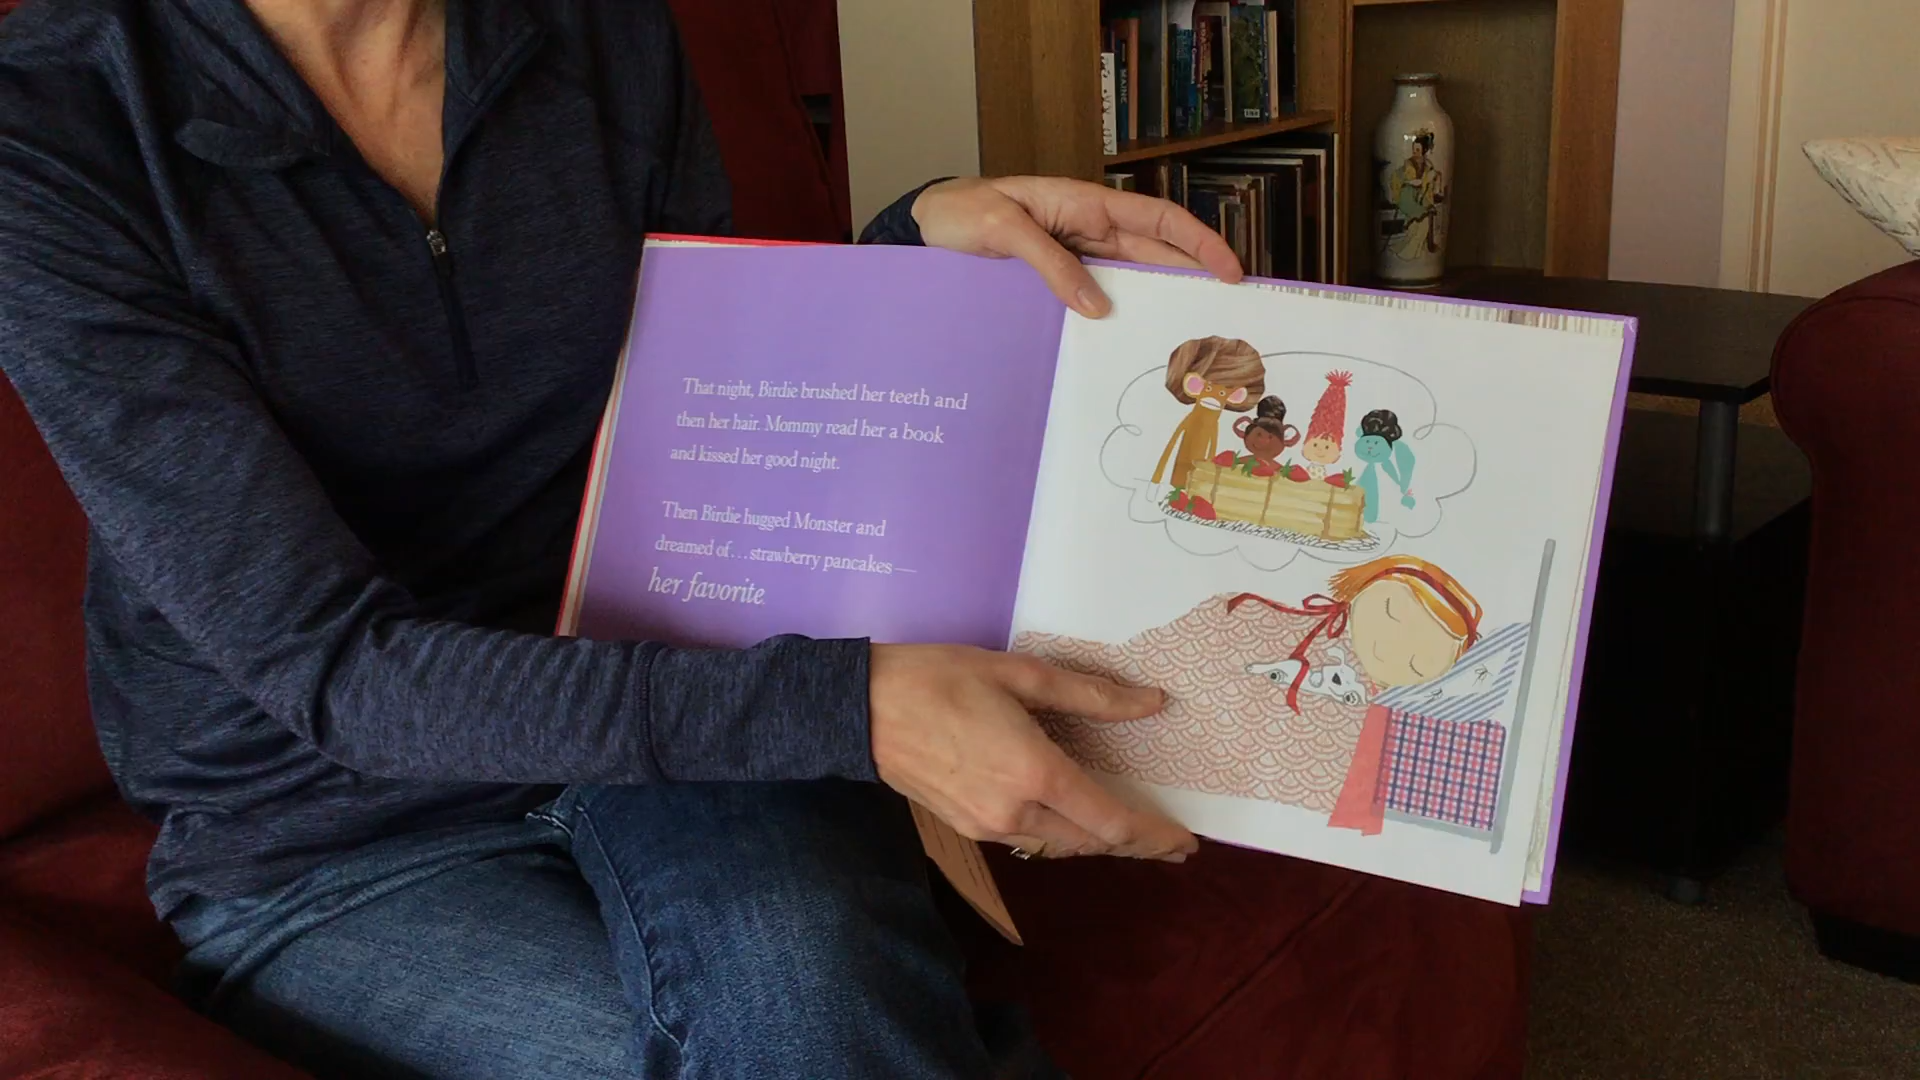 That night, Birdie brushed her teeth and
then her hair. Mommy read her a book
and kissed her good night.
Then Birdie hugged Monster and
dreamed of...strawberry pancakes—
her favorite.
MAINE